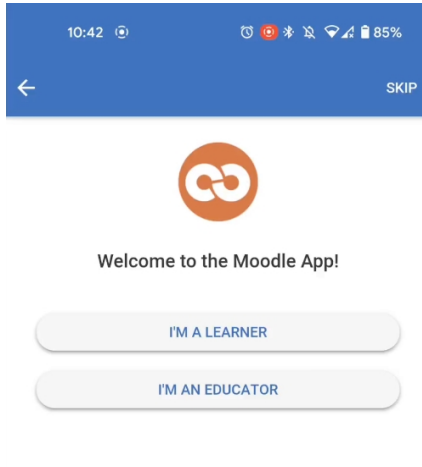 10:42 85%
SKIP
Welcome to the Moodle App!
I'M A LEARNER
I'M AN EDUCATOR